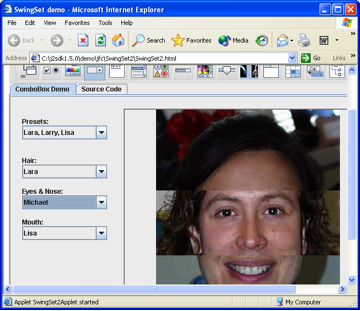 SwingSet demo - Microsoft Internet Explorer
File Edit View Favorites Tools Help
Back Search Favorites Media
Address C:\j2sdk1.5.0\demo\jfc\SwingSet2\SwingSet2.html Go Links
ComboBox Demo Source Code
Presets:
Lara, Larry, Lisa
Hair:
Lara
Eyes & Nose:
Michael
Mouth:
Lisa
Applet SwingSet2Applet started My Computer